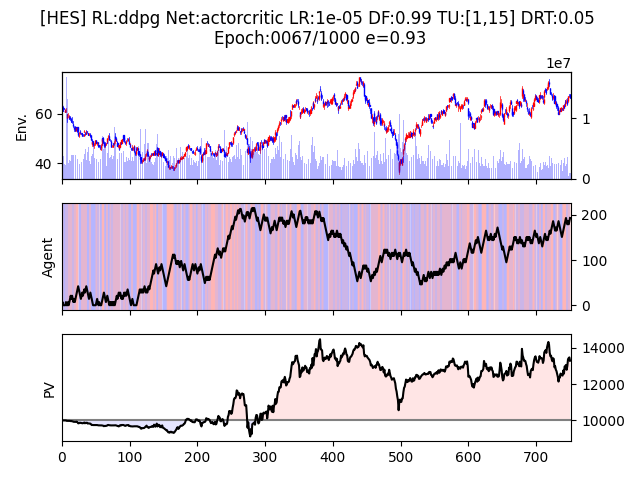 [HES] RL:ddpg Net:actorcritic LR:1e-05 DF:0.99 TU:[1,15] DRT:0.05
Epoch:0067/1000 e=0.93
1e7
Env.
60
40
1
0
Agent
200
100
0
PV
14000
12000
10000
0 100 200 300 400 500 600 700